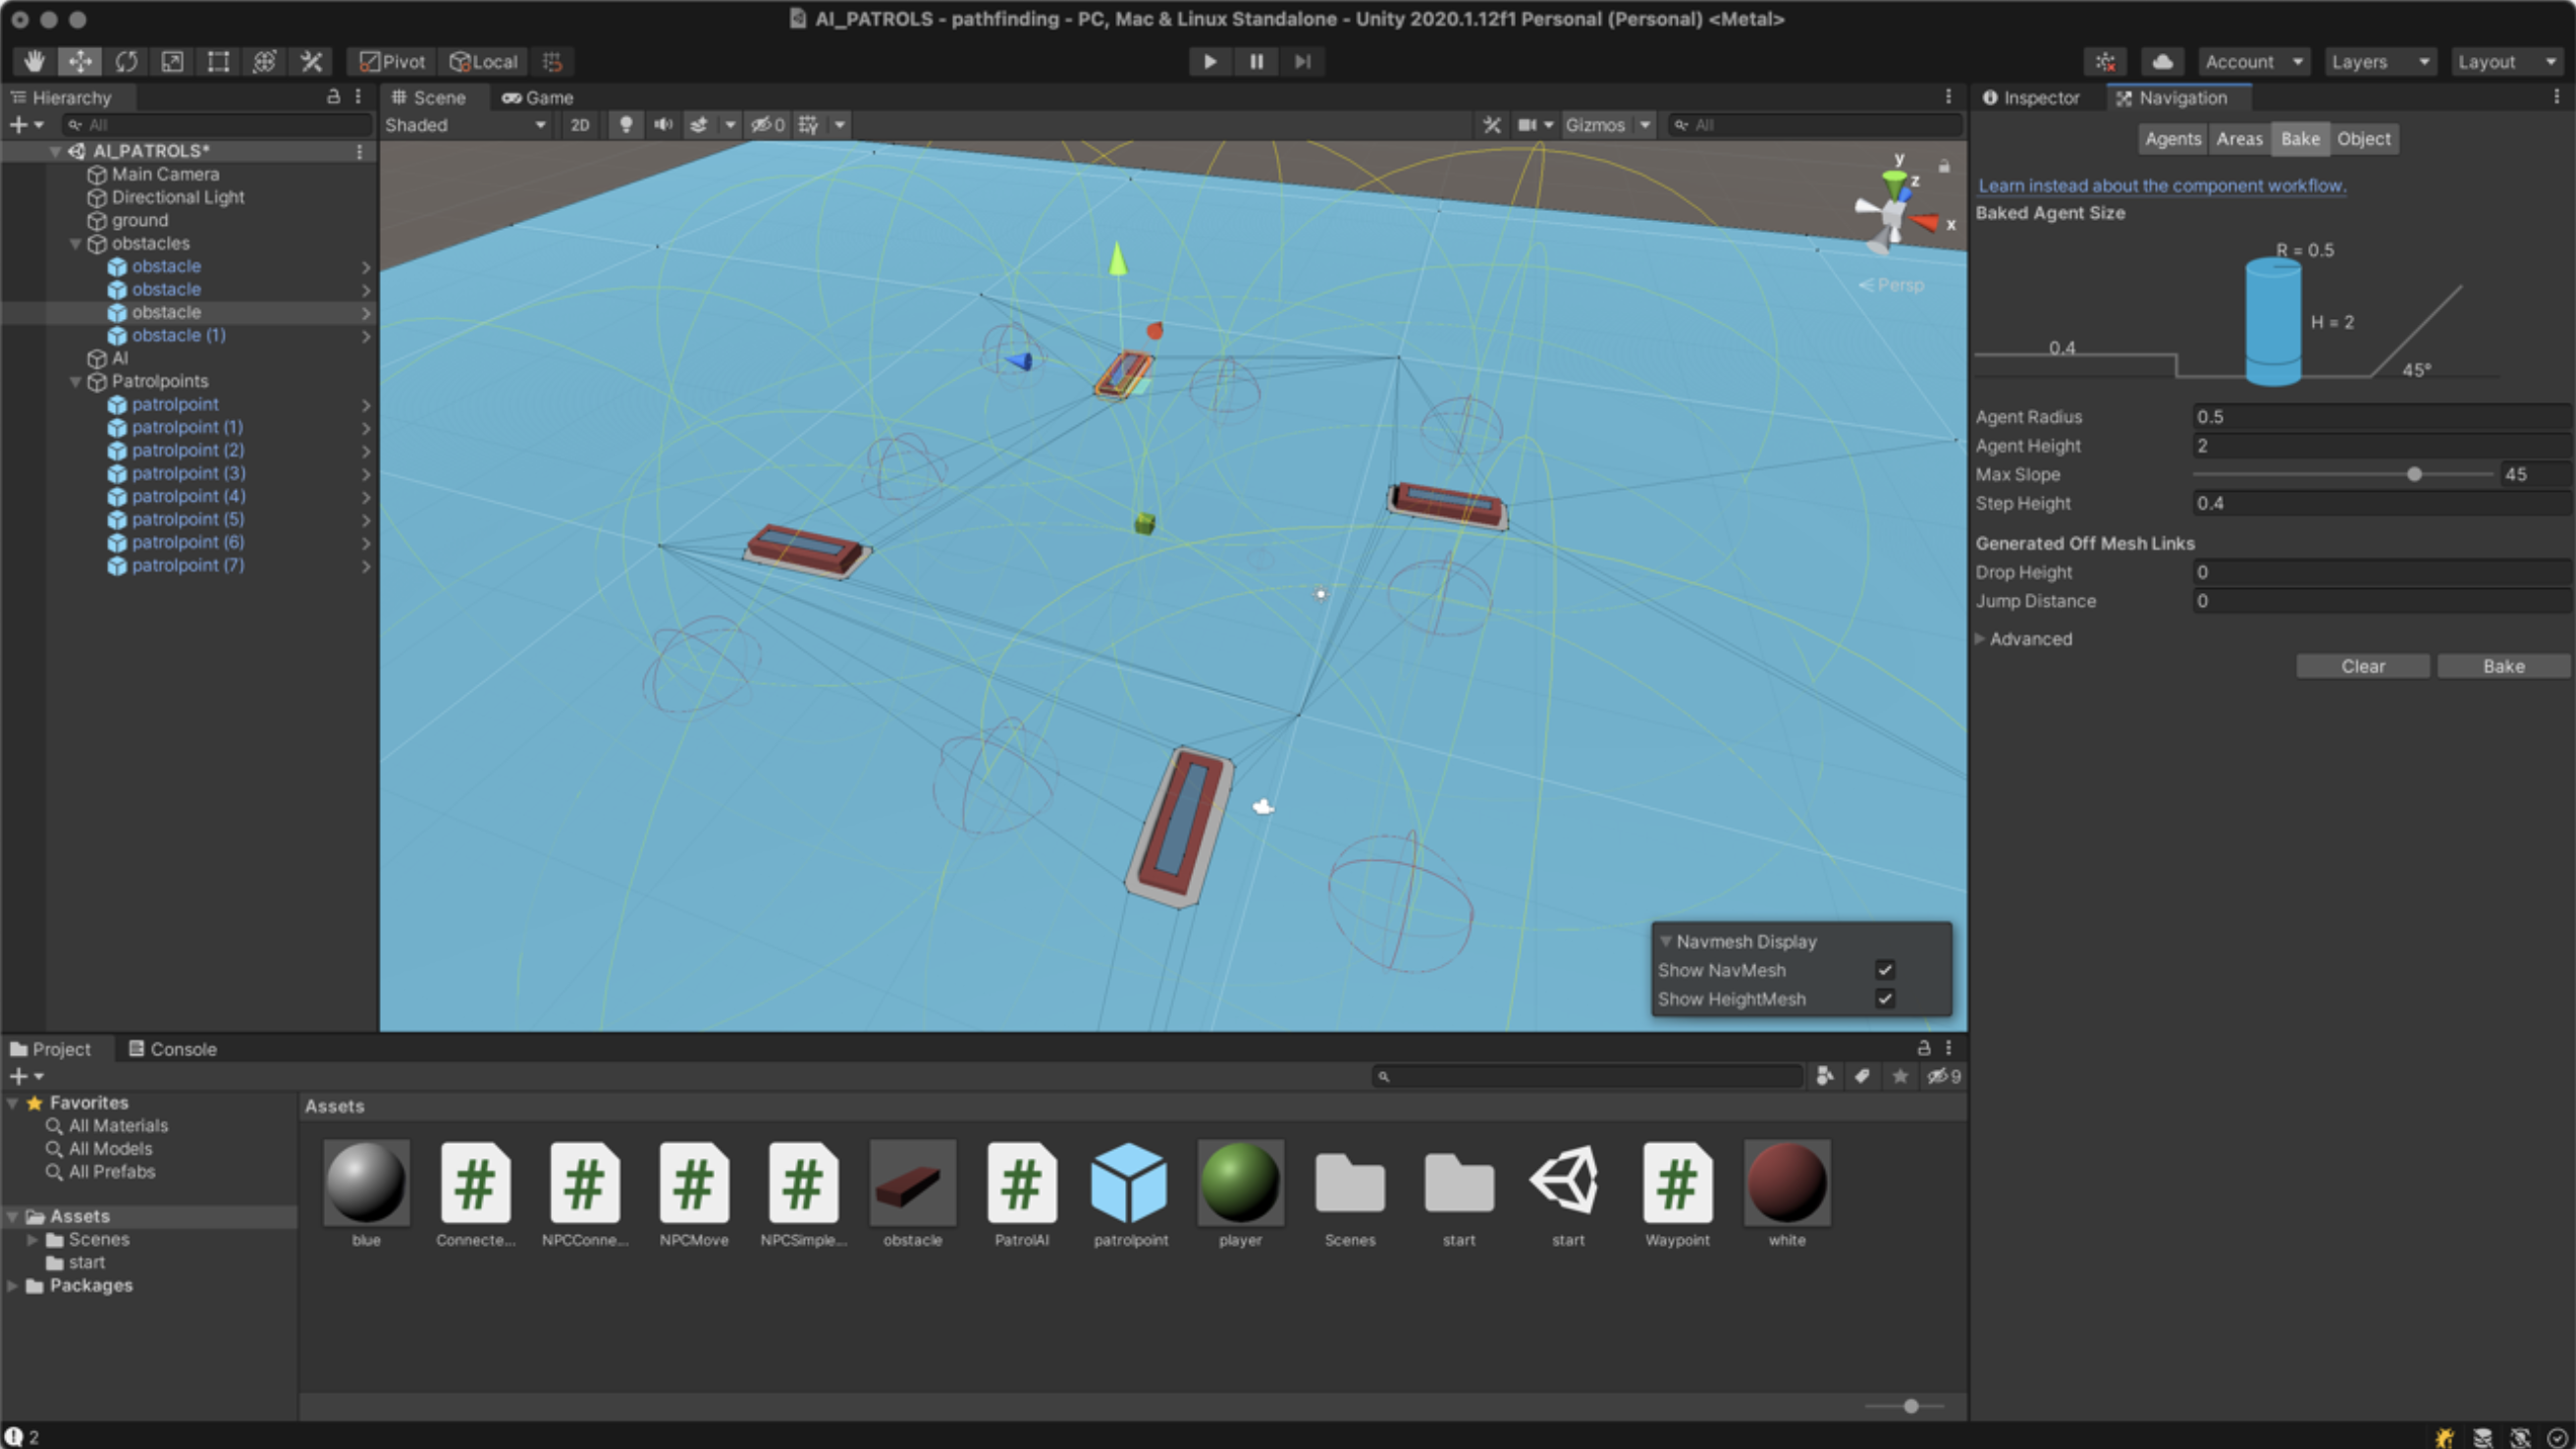 AI_PATROLS - pathfinding - PC, Mac & Linux Standalone - Unity 2020.1.12f1 Personal (Personal) <Metal>
Pivot Local Account Layers Layout
Hierarchy
All
AI_PATROLS*
Main Camera
Directional Light
ground
obstacles
obstacle
obstacle
obstacle
obstacle (1)
AI
Patrolpoints
patrolpoint
patrolpoint (1)
patrolpoint (2)
patrolpoint (3)
patrolpoint (4)
patrolpoint (5)
patrolpoint (6)
patrolpoint (7)
Scene Game
Shaded 2D 0 Gizmos All
y
z
x
Persp
Navmesh Display
Show NavMesh
Show HeightMesh
Inspector Navigation
Agents Areas Bake Object
Learn instead about the component workflow.
Baked Agent Size
R = 0.5
H = 2
0.4
45°
Agent Radius 0.5
Agent Height 2
Max Slope 45
Step Height 0.4
Generated Off Mesh Links
Drop Height 0
Jump Distance 0
Advanced
Clear Bake
Project Console
9
Favorites
All Materials
All Models
All Prefabs
Assets
Scenes
start
Packages
Assets
blue Connecte... NPCConne... NPCMove NPCSimple... obstacle PatrolAI patrolpoint player Scenes start start Waypoint white
2